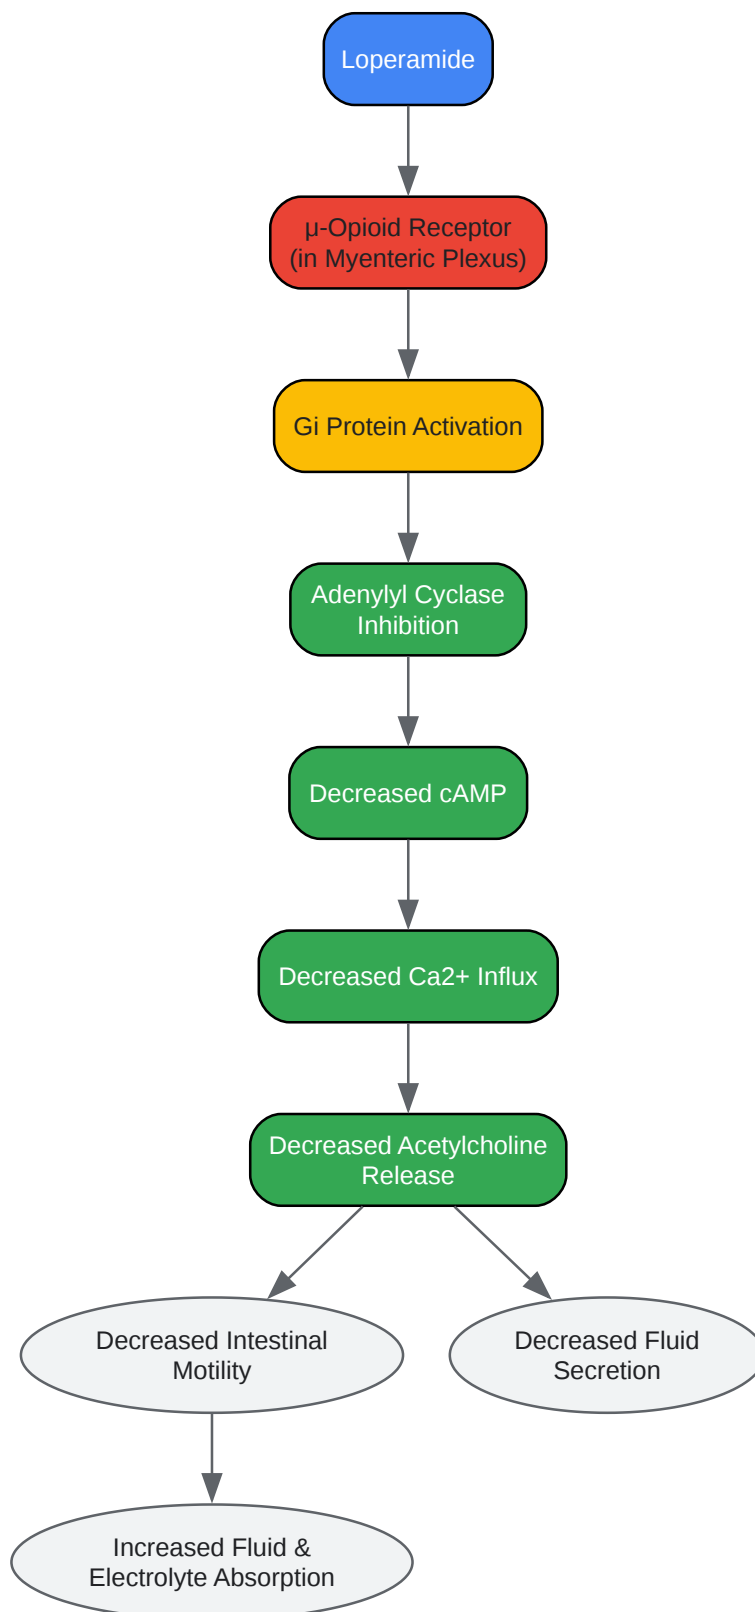 Loperamide
μ-Opioid Receptor
(in Myenteric Plexus)
Gi Protein Activation
Adenylyl Cyclase
Inhibition
Decreased cAMP
Decreased Ca2+ Influx
Decreased Acetylcholine
Release
Decreased Intestinal
Motility
Decreased Fluid
Secretion
Increased Fluid &
Electrolyte Absorption